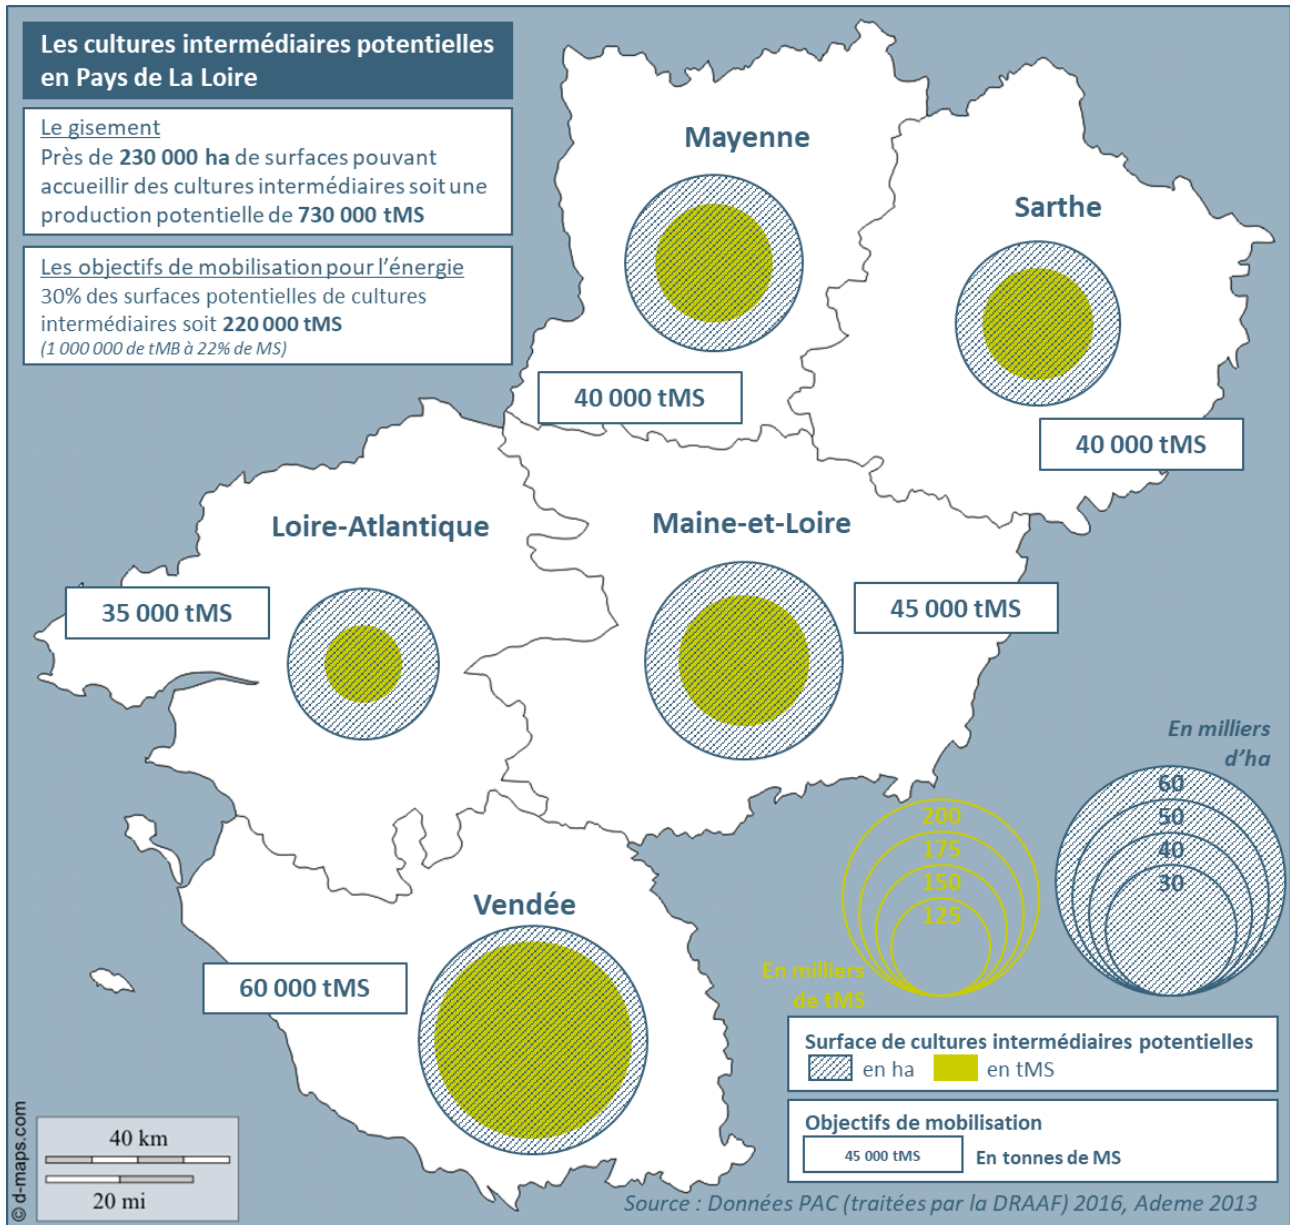 Les cultures intermédiaires potentielles
en Pays de La Loire
Le gisement
Près de 230 000 ha de surfaces pouvant
accueillir des cultures intermédiaires soit une
production potentielle de 730 000 tMS
Les objectifs de mobilisation pour l'énergie
30% des surfaces potentielles de cultures
intermédiaires soit 220 000 tMS
(1 000 000 de tMB à 22% de MS)
Mayenne
40 000 tMS
Sarthe
40 000 tMS
Loire-Atlantique
35 000 tMS
Maine-et-Loire
45 000 tMS
Vendée
60 000 tMS
En milliers
d'ha
60
50
40
30
200
175
150
125
En milliers
de tMS
Surface de cultures intermédiaires potentielles
en ha
en tMS
Objectifs de mobilisation
45 000 tMS
En tonnes de MS
40 km
20 mi
© d-maps.com
Source : Données PAC (traitées par la DRAAF) 2016, Ademe 2013